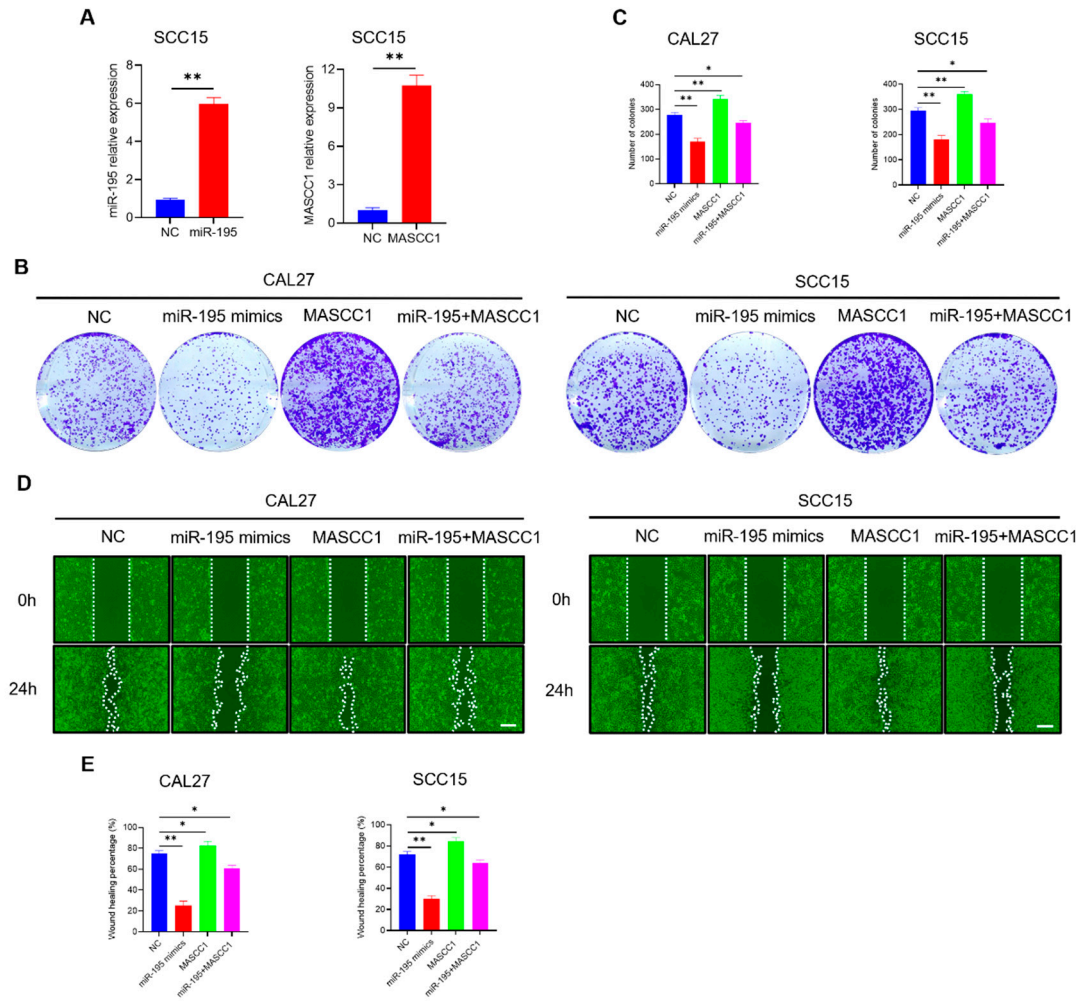 A
SCC15
**
miR-195 relative expression
8
6
4
2
0
NC miR-195
SCC15
**
MASCC1 relative expression
12
9
6
3
0
NC MASCC1
C
CAL27
*
**
**
Number of colonies
400
300
200
100
0
NC
miR-195 mimics
MASCC1
miR-195+MASCC1
SCC15
*
**
**
Number of colonies
400
300
200
100
0
NC
miR-195 mimics
MASCC1
miR-195+MASCC1
B
CAL27
NC miR-195 mimics MASCC1 miR-195+MASCC1
SCC15
NC miR-195 mimics MASCC1 miR-195+MASCC1
D
CAL27
NC miR-195 mimics MASCC1 miR-195+MASCC1
0h
24h
SCC15
NC miR-195 mimics MASCC1 miR-195+MASCC1
0h
24h
E
CAL27
*
*
**
Wound healing percentage (%)
100
80
60
40
20
0
NC
miR-195 mimics
MASCC1
miR-195+MASCC1
SCC15
*
*
**
Wound healing percentage (%)
100
80
60
40
20
0
NC
miR-195 mimics
MASCC1
miR-195+MASCC1